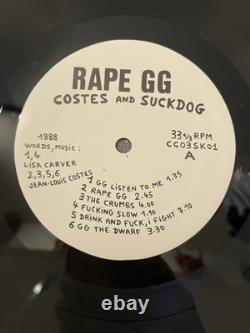 RAPE GG
COSTES AND SUCKDOG
1988
WORDS, MUSIC :
1,4
LISA CARVER
2,3,5,6
JEAN-LOUIS COSTES
33 1/3 RPM
CC03SK01
A
1 GG LISTEN TO ME 1.35
2 RAPE GG 2.45
3 THE CRUMBS 4.00
4 FUCKING SLOW 1.10
5 DRINK AND FUCK, I FIGHT 7.10
6 GG THE DWARF 3.30
ebay